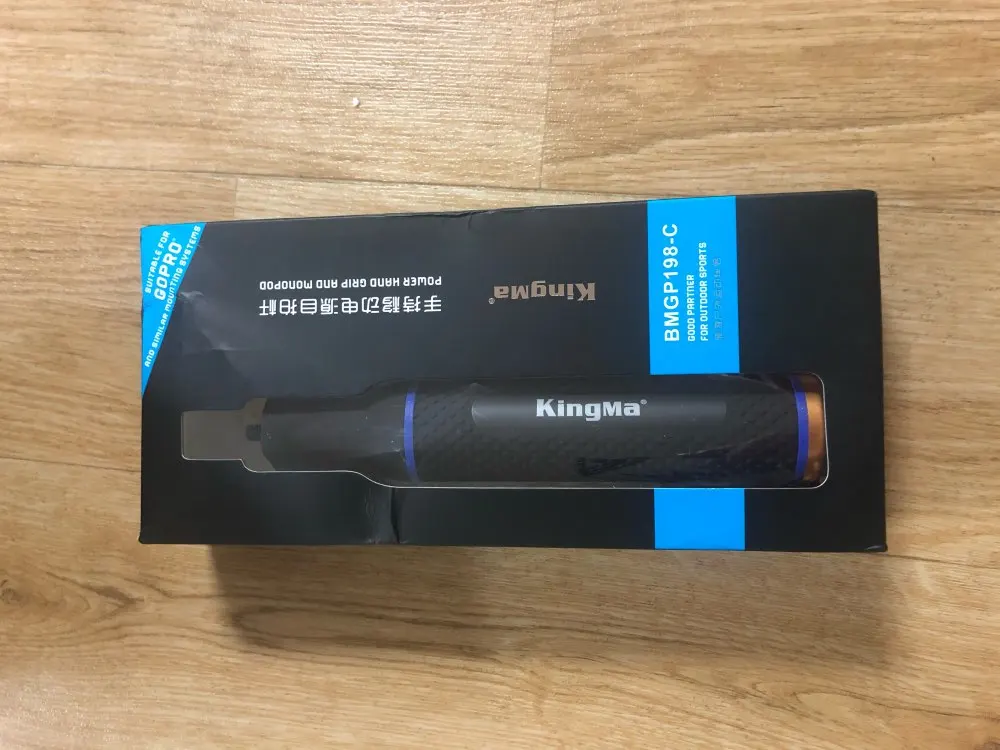 SUITABLE FOR
GOPRO
AND SIMILAR MOUNTING SYSTEMS
手持移动电源自拍杆
POWER HAND GRIP AND MONOPOD
KingMa®
BMGP198-C
GOOD PARTNER
FOR OUTDOOR SPORTS
KingMa®